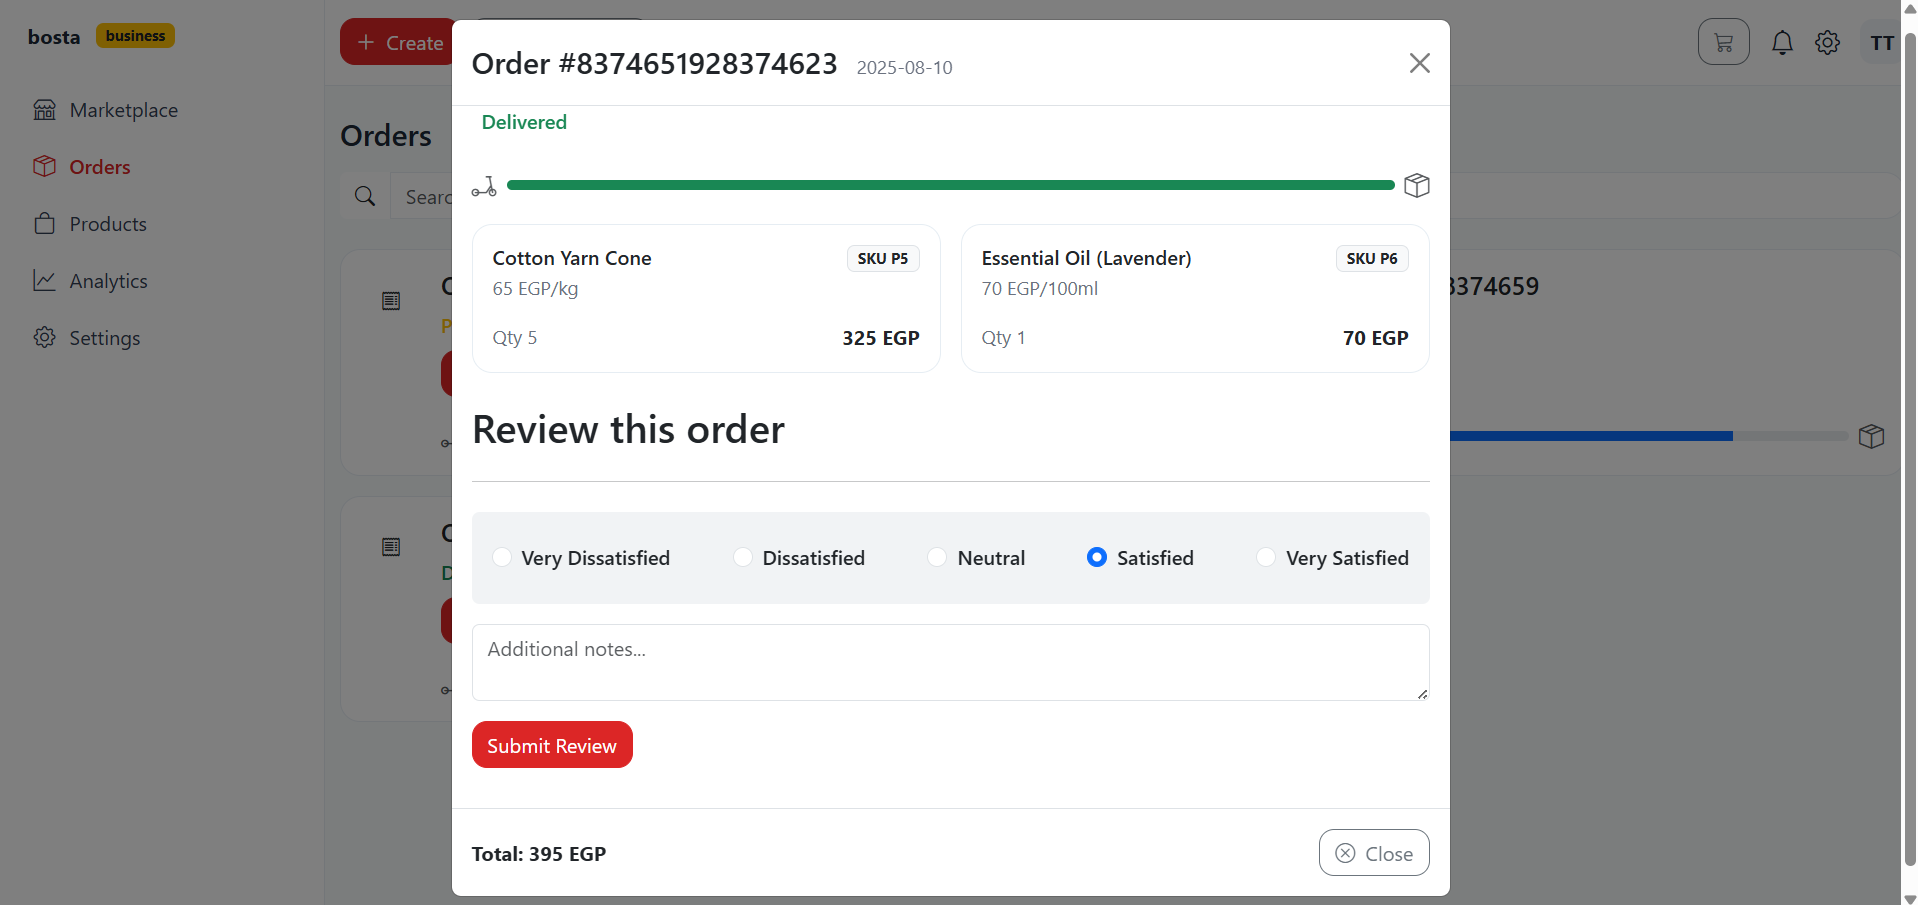 bosta business
Marketplace
Orders
Products
Analytics
Settings
Create
TT
Orders
Order #8374651928374623 2025-08-10
Delivered
Cotton Yarn Cone SKU P5
65 EGP/kg
Qty 5 325 EGP
Essential Oil (Lavender) SKU P6
70 EGP/100ml
Qty 1 70 EGP
Review this order
Very Dissatisfied Dissatisfied Neutral Satisfied Very Satisfied
Additional notes...
Submit Review
Total: 395 EGP
Close